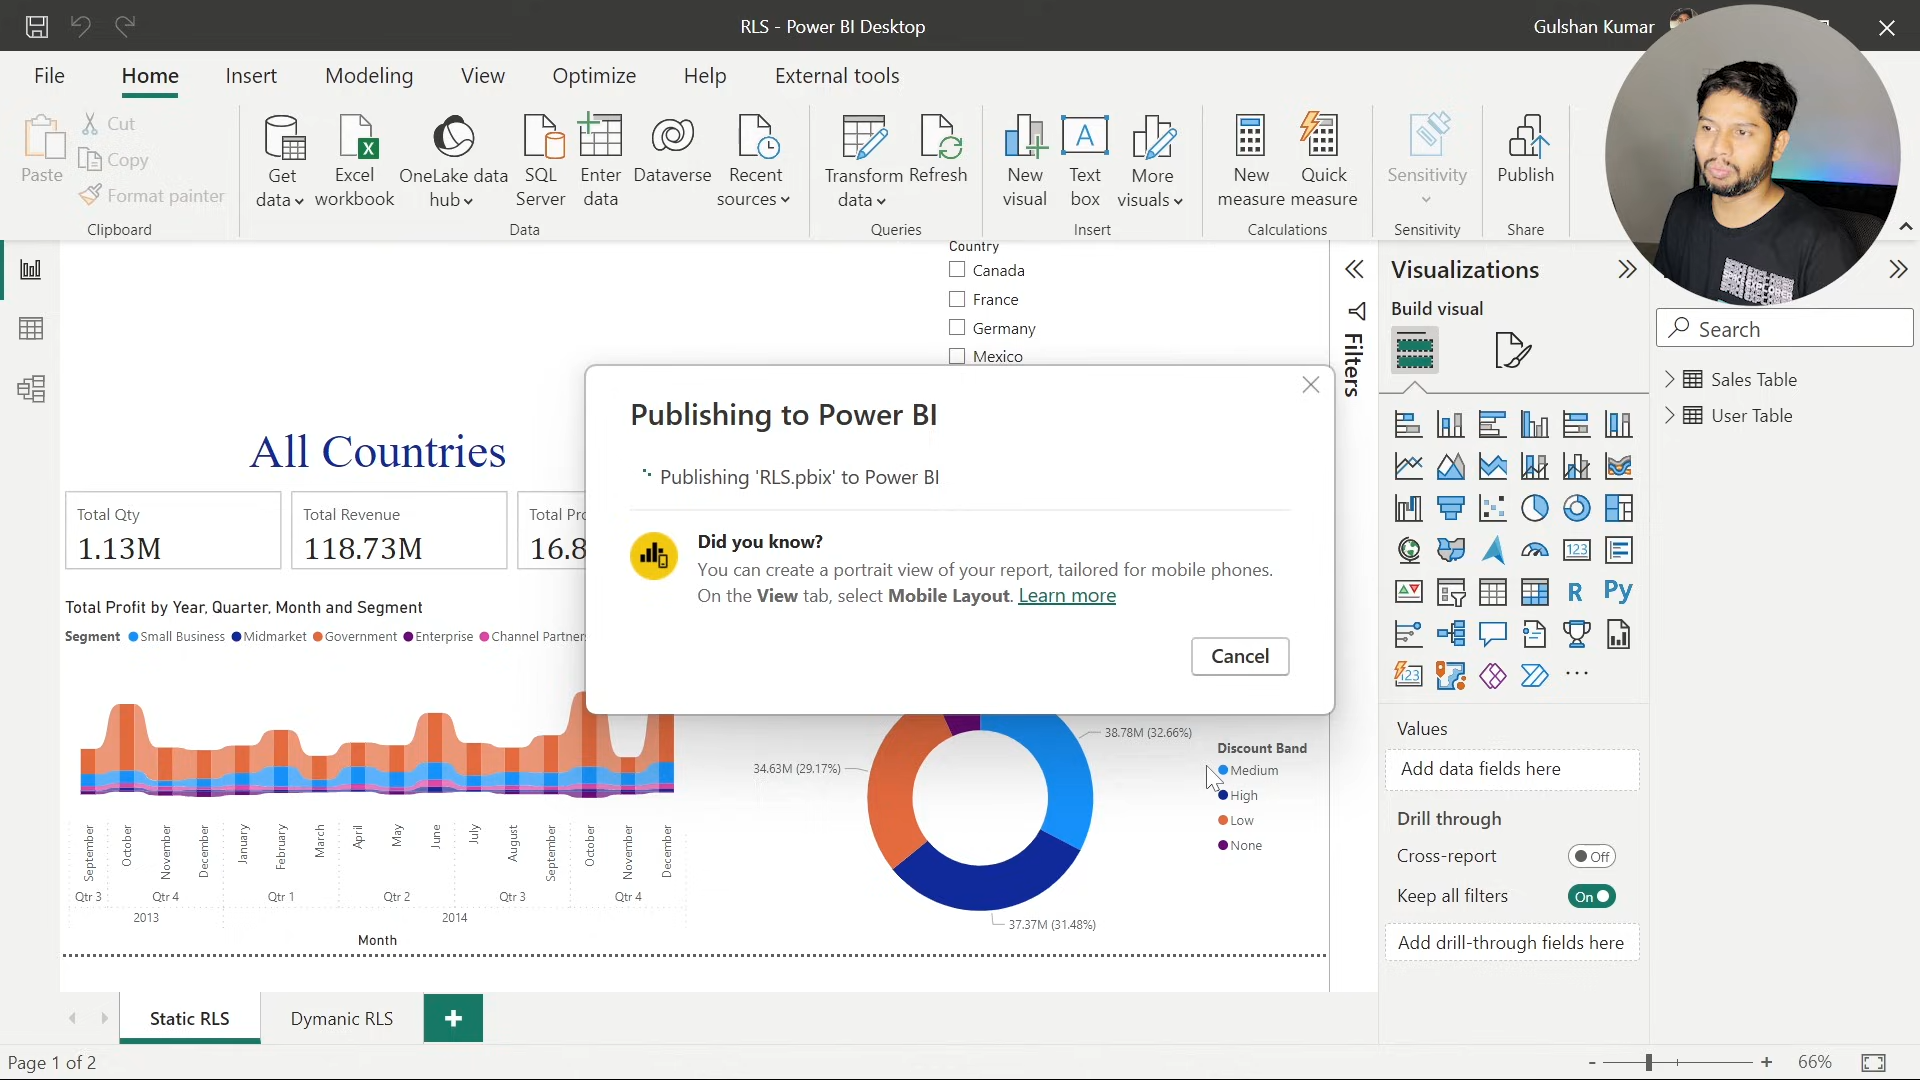 RLS - Power BI Desktop
Gulshan Kumar
File
Home
Insert
Modeling
View
Optimize
Help
External tools
Paste
Cut
Copy
Format painter
Clipboard
Get data
Excel workbook
OneLake data hub
SQL Server
Enter data
Dataverse
Recent sources
Data
Transform data
Refresh
Queries
New visual
Text box
More visuals
Insert
New measure
Quick measure
Calculations
Sensitivity
Sensitivity
Publish
Share
Country
Canada
France
Germany
Mexico
All Countries
Total Qty
1.13M
Total Revenue
118.73M
Total Pro
16.8
Total Profit by Year, Quarter, Month and Segment
Segment Small Business Midmarket Government Enterprise Channel Partners
September
October
November
December
January
February
March
April
May
June
July
August
September
October
November
December
Qtr 3
Qtr 4
Qtr 1
Qtr 2
Qtr 3
Qtr 4
2013
2014
Month
Publishing to Power BI
Publishing 'RLS.pbix' to Power BI
Did you know?
You can create a portrait view of your report, tailored for mobile phones.
On the View tab, select Mobile Layout. Learn more
Cancel
38.78M (32.66%)
34.63M (29.17%)
37.37M (31.48%)
Discount Band
Medium
High
Low
None
Filters
Visualizations
Build visual
R
Py
123
123
A
Values
Add data fields here
Drill through
Cross-report
Off
Keep all filters
On
Add drill-through fields here
Search
Sales Table
User Table
Static RLS
Dymanic RLS
+
Page 1 of 2
- + 66%